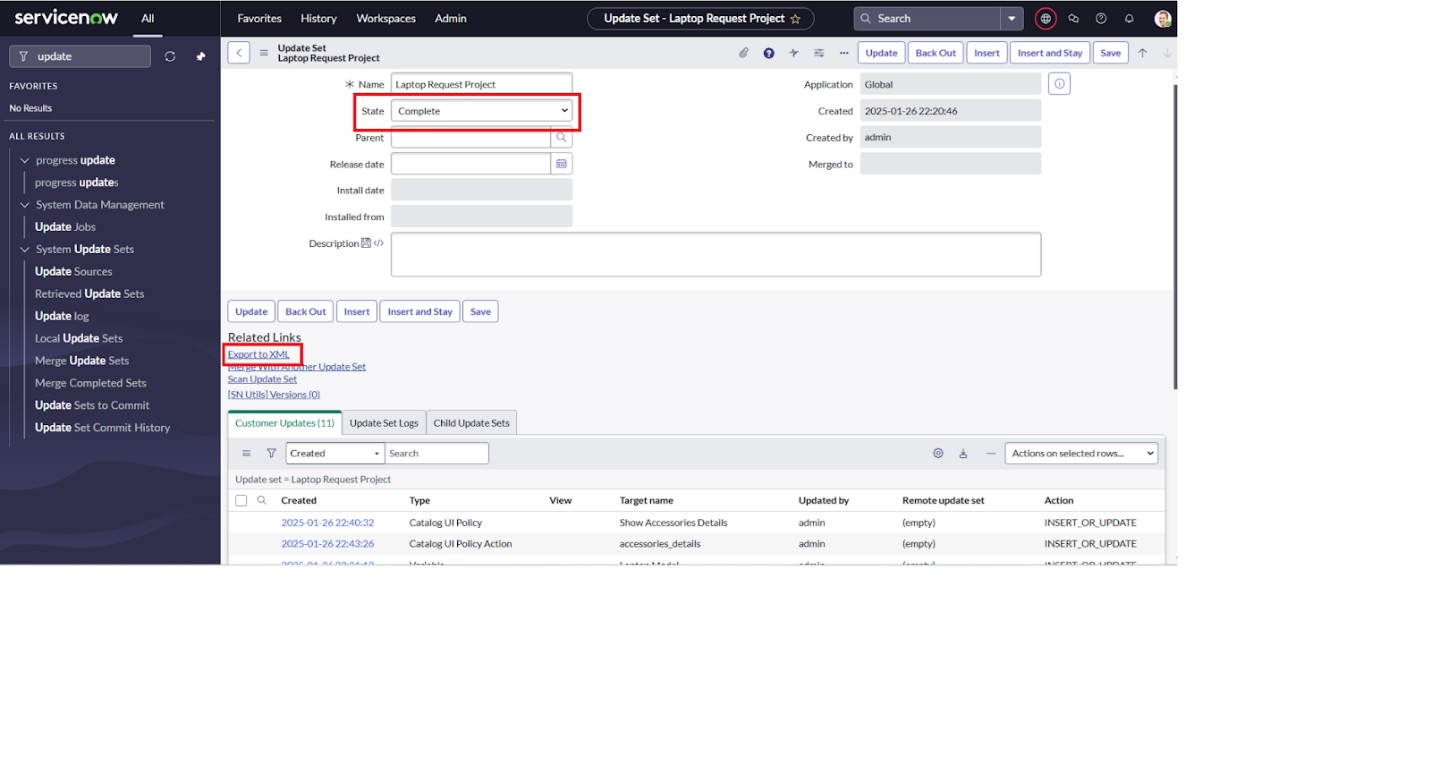 servicenow All Favorites History Workspaces Admin Update Set - Laptop Request Project Search
update
FAVORITES
No Results
ALL RESULTS
progress update
progress updates
System Data Management
Update Jobs
System Update Sets
Update Sources
Retrieved Update Sets
Update log
Local Update Sets
Merge Update Sets
Merge Completed Sets
Update Sets to Commit
Update Set Commit History
Update Set
Laptop Request Project
Update Back Out Insert Insert and Stay Save
Name Laptop Request Project Application Global
State Complete Created 2025-01-26 22:20:46
Parent Created by admin
Release date Merged to
Install date
Installed from
Description
Update Back Out Insert Insert and Stay Save
Related Links
Export to XML
Merge With Another Update Set
Scan Update Set
[SN Utils] Versions (0)
Customer Updates (11) Update Set Logs Child Update Sets
Created Search Actions on selected rows...
Update set = Laptop Request Project
Created Type View Target name Updated by Remote update set Action
2025-01-26 22:40:32 Catalog UI Policy Show Accessories Details admin (empty) INSERT_OR_UPDATE
2025-01-26 22:43:26 Catalog UI Policy Action accessories_details admin (empty) INSERT_OR_UPDATE
Variable Laptop Model admin (empty) INSERT_OR_UPDATE